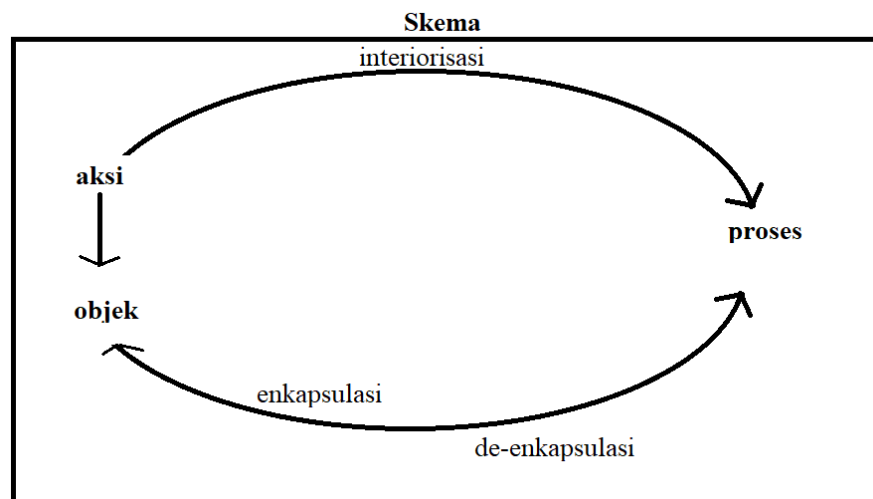 Skema
interiorisasi
aksi
proses
objek
enkapsulasi
de-enkapsulasi